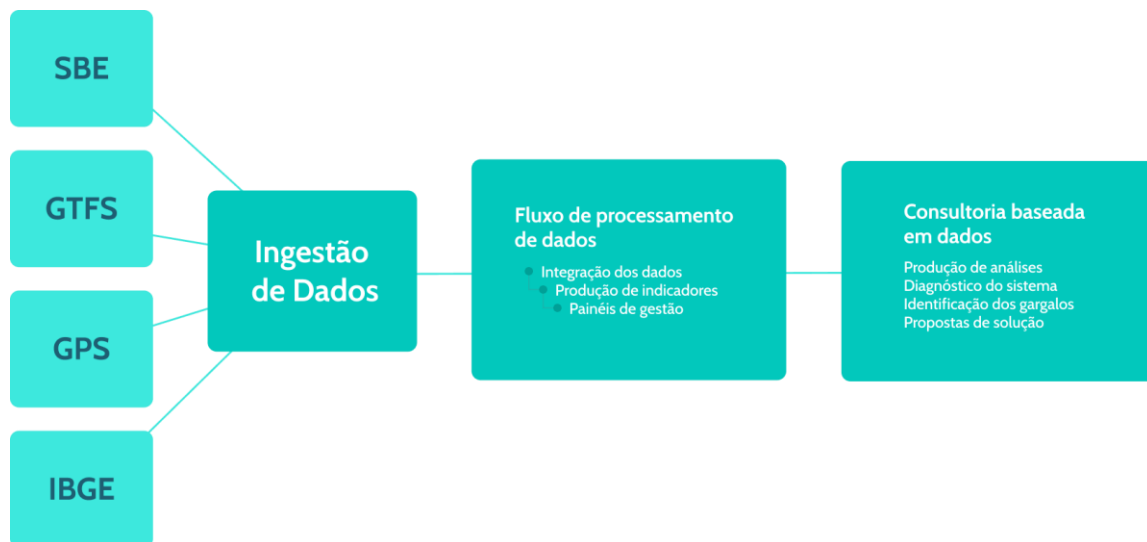 SBE
GTFS
GPS
IBGE
Ingestão
de Dados
Fluxo de processamento
de dados
Integração dos dados
Produção de indicadores
Painéis de gestão
Consultoria baseada
em dados
Produção de análises
Diagnóstico do sistema
Identificação dos gargalos
Propostas de solução